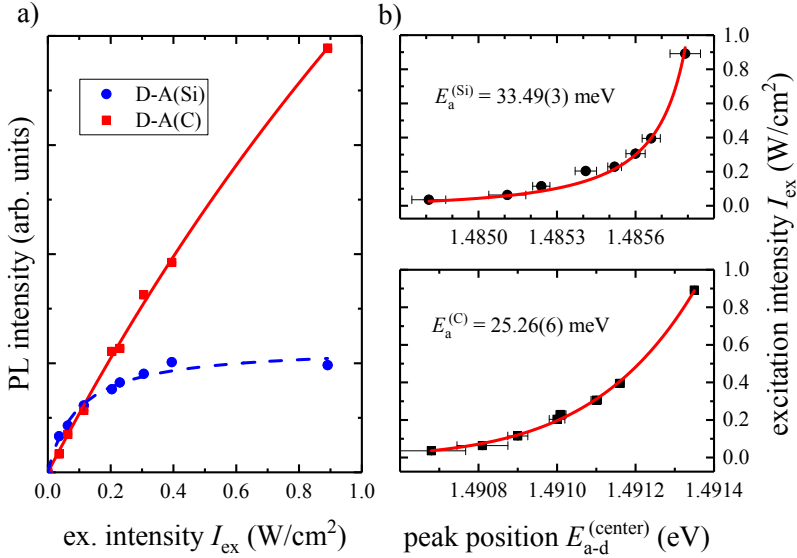 a)
D-A(Si)
D-A(C)
PL intensity (arb. units)
0.0 0.2 0.4 0.6 0.8 1.0
ex. intensity I_ex (W/cm²)
b)
E_a^(Si) = 33.49(3) meV
1.0
0.8
0.6
0.4
0.2
0.0
1.4850 1.4853 1.4856
E_a^(C) = 25.26(6) meV
1.0
0.8
0.6
0.4
0.2
0.0
1.4908 1.4910 1.4912 1.4914
peak position E_a-d^(center) (eV)
excitation intensity I_ex (W/cm²)